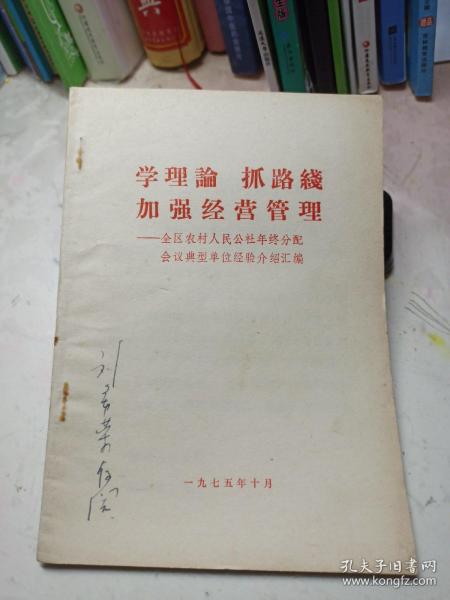 学理論 抓路綫
加强经营管理
——全区农村人民公社年终分配
会议典型单位经验介绍汇编
刘
一九七五年十月
孔夫子旧书网
www.kongfz.com